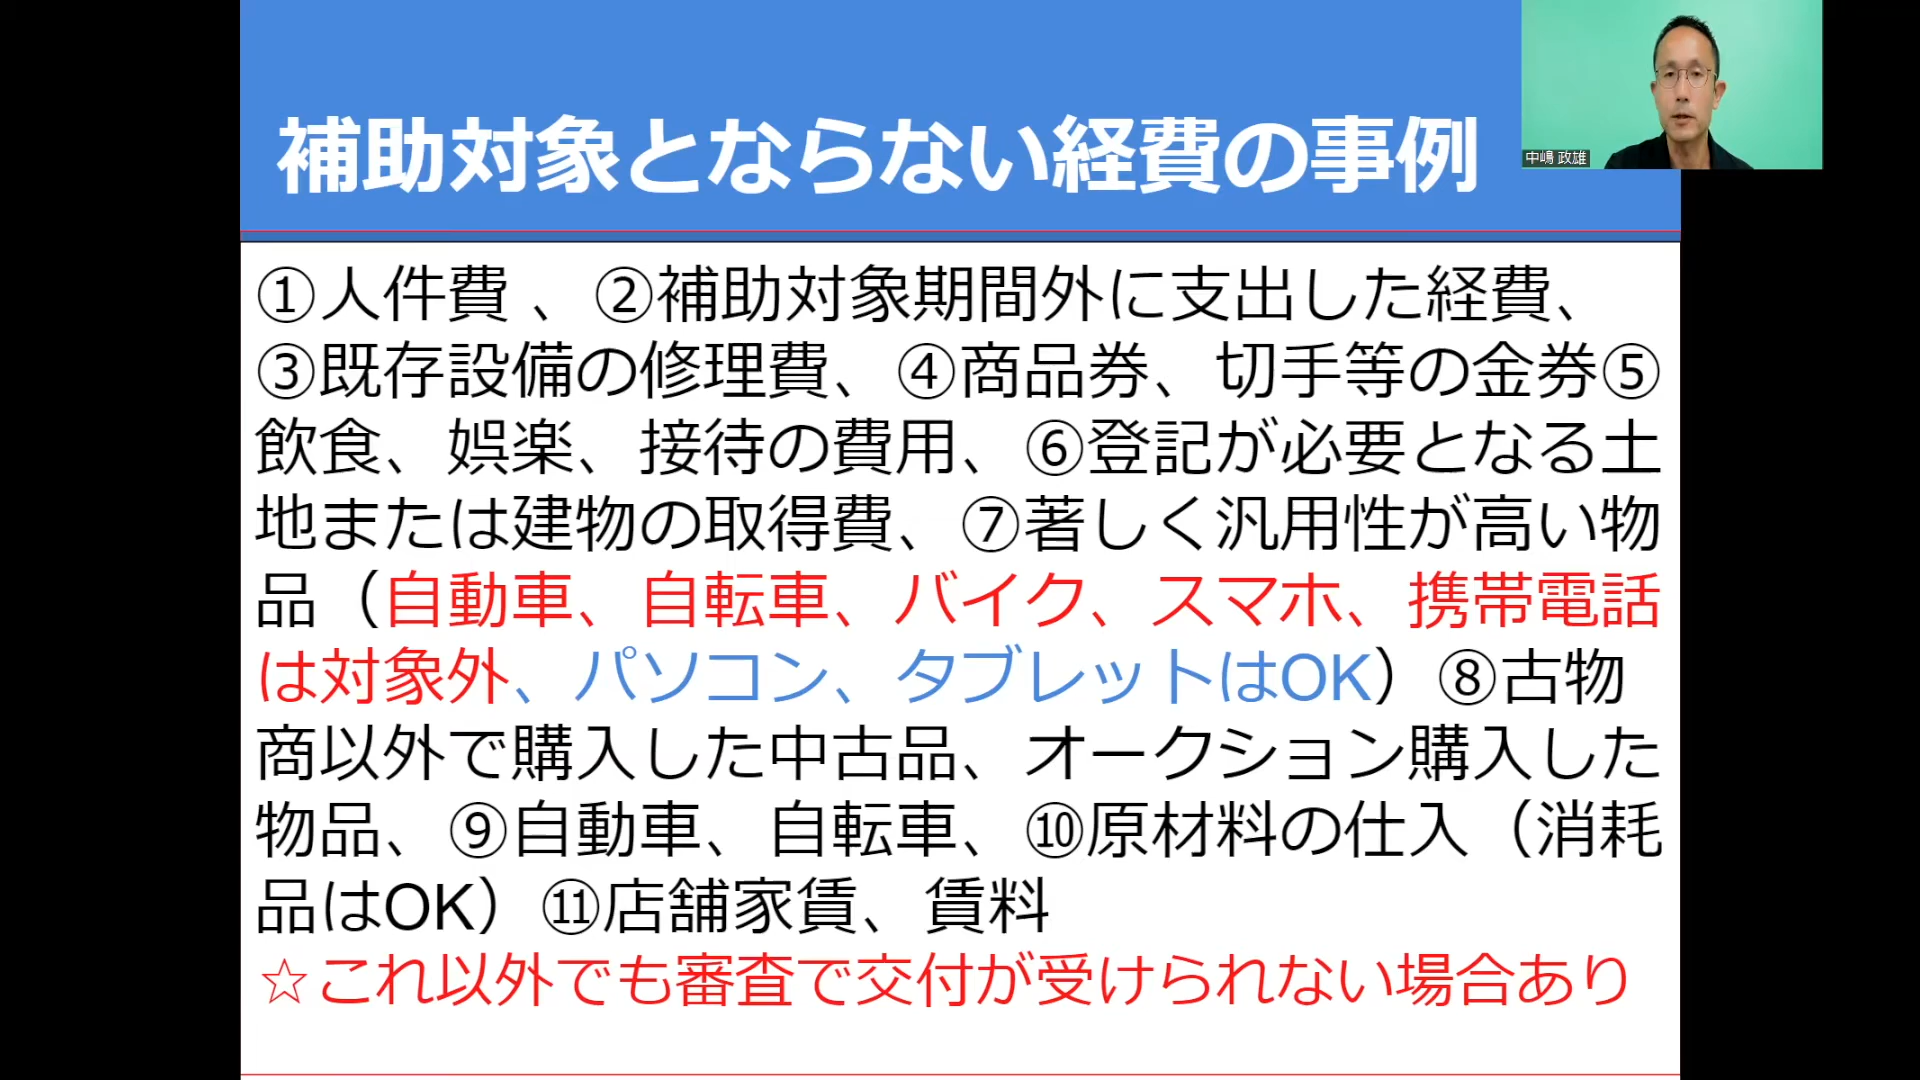 補助対象とならない経費の事例
中嶋 政雄
①人件費 、②補助対象期間外に支出した経費、
③既存設備の修理費、④商品券、切手等の金券⑤
飲食、娯楽、接待の費用、⑥登記が必要となる土
地または建物の取得費、⑦著しく汎用性が高い物
品（自動車、自転車、バイク、スマホ、携帯電話
は対象外、パソコン、タブレットはOK）⑧古物
商以外で購入した中古品、オークション購入した
物品、⑨自動車、自転車、⑩原材料の仕入（消耗
品はOK）⑪店舗家賃、賃料
☆これ以外でも審査で交付が受けられない場合あり